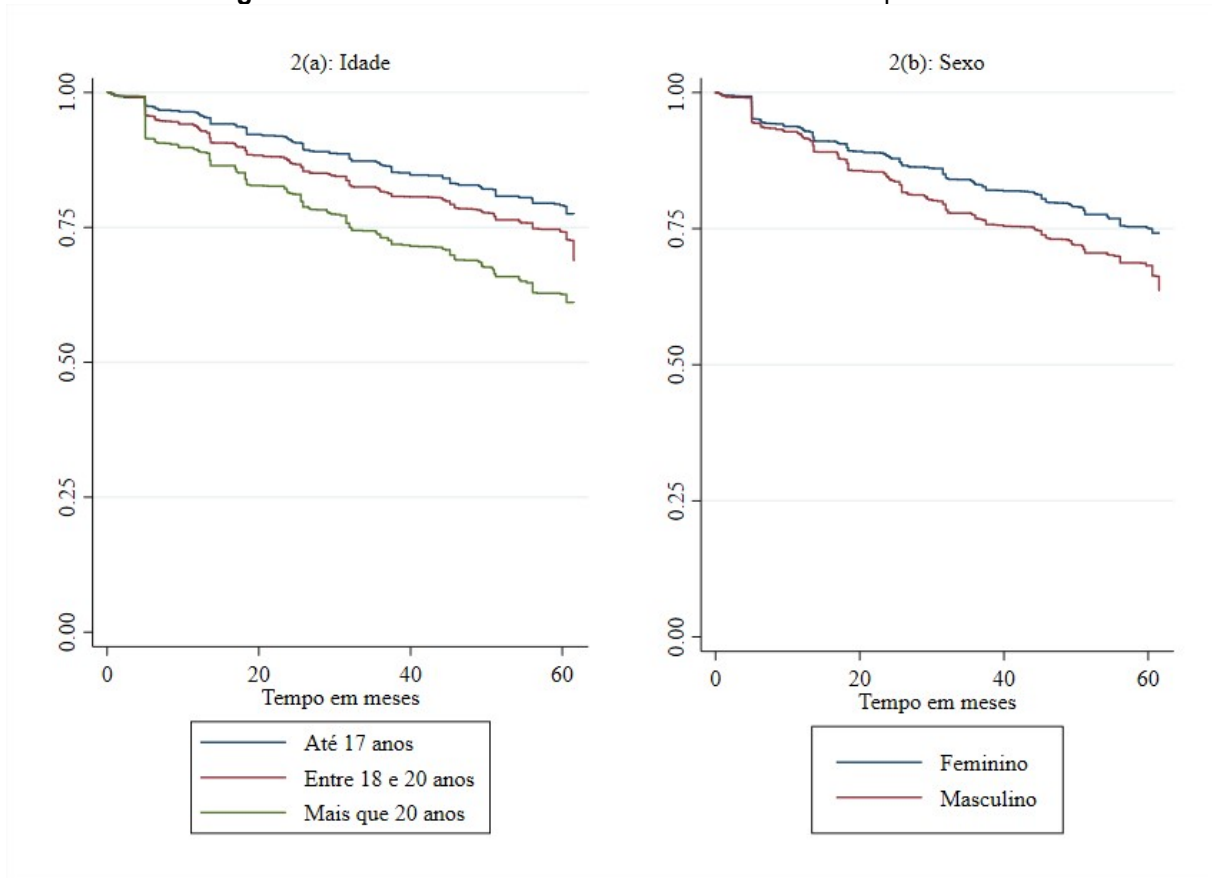 2(a): Idade
1.00
0.75
0.50
0.25
0.00
0 20 40 60
Tempo em meses
Até 17 anos
Entre 18 e 20 anos
Mais que 20 anos
2(b): Sexo
1.00
0.75
0.50
0.25
0.00
0 20 40 60
Tempo em meses
Feminino
Masculino